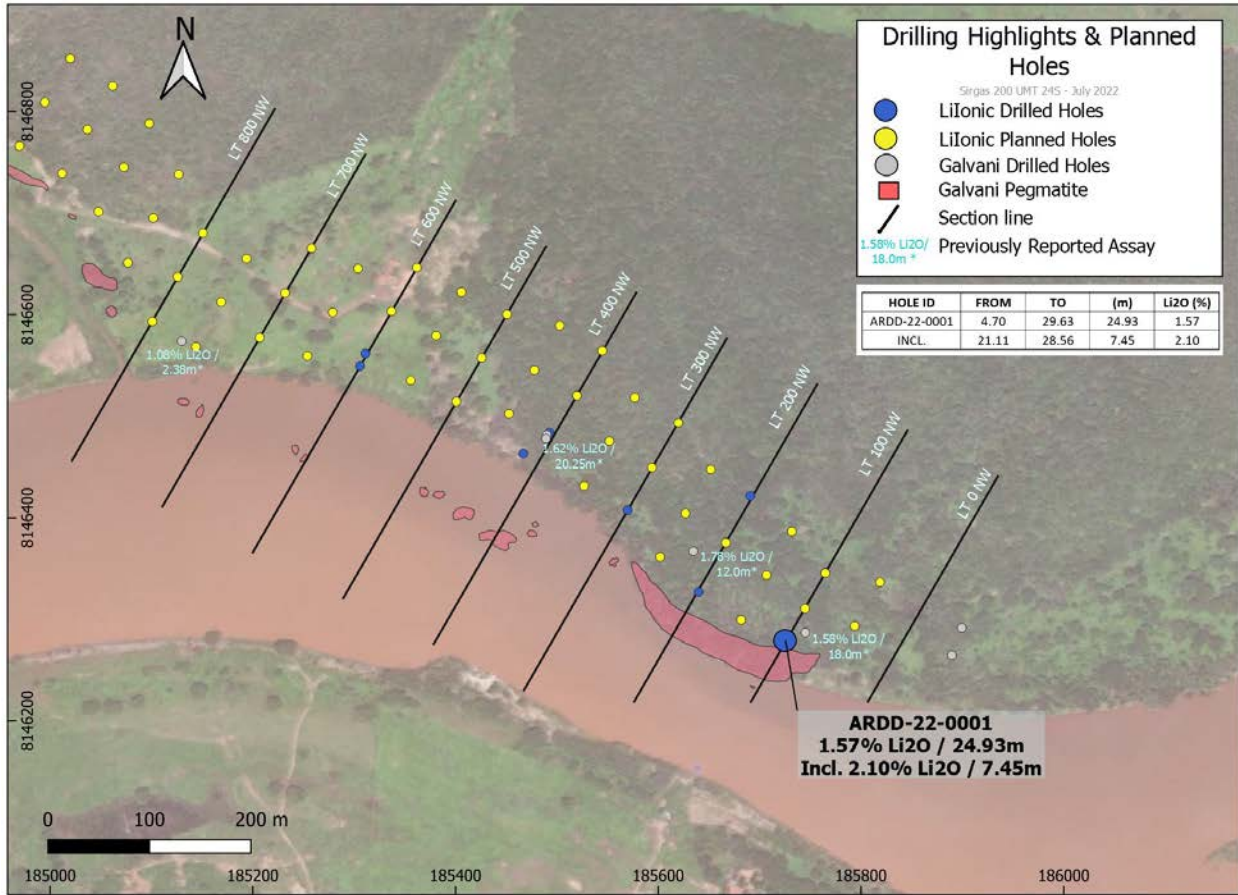 N
Drilling Highlights & Planned
Holes
Sirgas 200 UMT 24S - July 2022
LiIonic Drilled Holes
LiIonic Planned Holes
Galvani Drilled Holes
Galvani Pegmatite
Section line
1.58% Li2O/
18.0m *
Previously Reported Assay
HOLE ID FROM TO (m) Li2O (%)
ARDD-22-0001 4.70 29.63 24.93 1.57
INCL. 21.11 28.56 7.45 2.10
LT 800 NW
LT 700 NW
LT 600 NW
LT 500 NW
LT 400 NW
LT 300 NW
LT 200 NW
LT 100 NW
LT 0 NW
8146800
8146600
8146400
8146200
1.08% Li2O /
2.38m*
1.62% Li2O /
20.25m*
1.78% Li2O /
12.0m*
1.58% Li2O /
18.0m*
ARDD-22-0001
1.57% Li2O / 24.93m
Incl. 2.10% Li2O / 7.45m
0 100 200 m
185000 185200 185400 185600 185800 186000